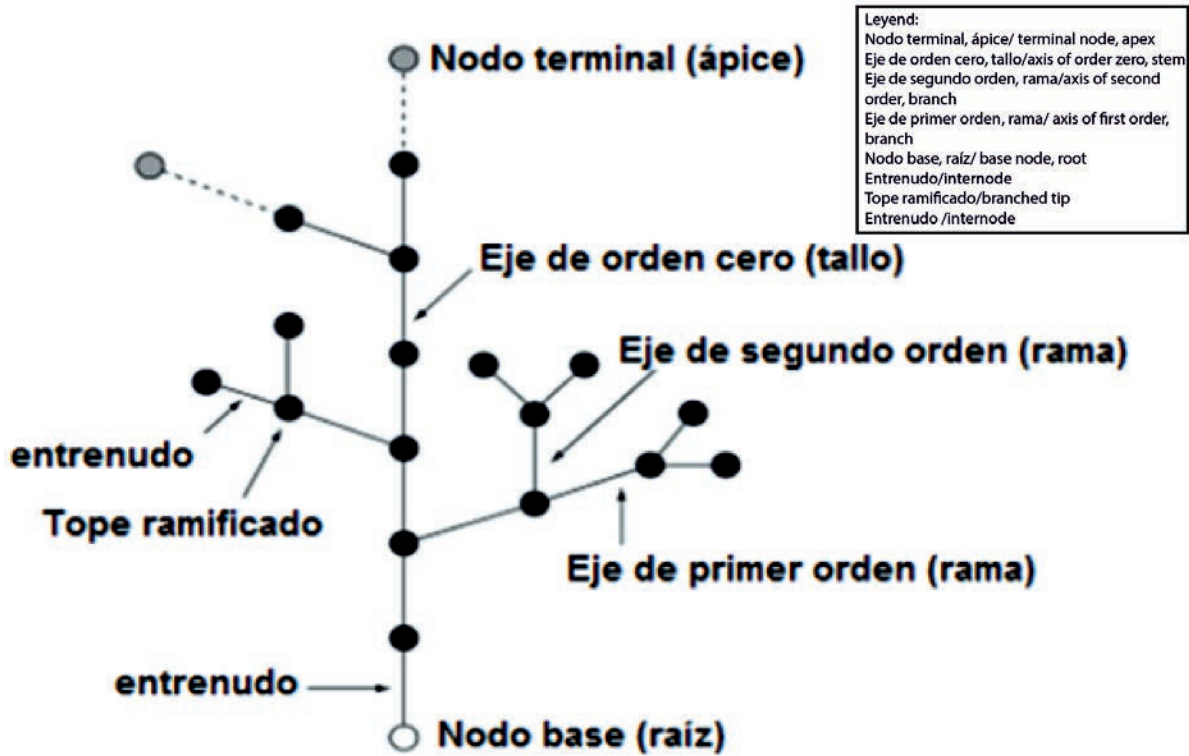 Leyend:
Nodo terminal, ápice/ terminal node, apex
Eje de orden cero, tallo/axis of order zero, stem
Eje de segundo orden, rama/axis of second
order, branch
Eje de primer orden, rama/ axis of first order,
branch
Nodo base, raíz/ base node, root
Entrenudo/internode
Tope ramificado/branched tip
Entrenudo /internode
Nodo terminal (ápice)
Eje de orden cero (tallo)
Eje de segundo orden (rama)
entrenudo
Tope ramificado
Eje de primer orden (rama)
entrenudo
Nodo base (raíz)